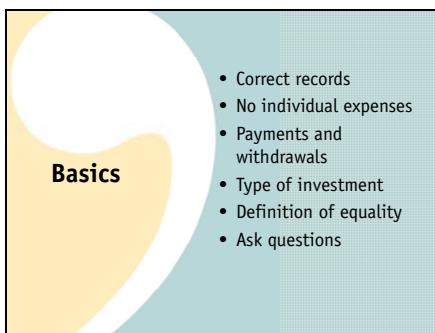 Basics
• Correct records
• No individual expenses
• Payments and
withdrawals
• Type of investment
• Definition of equality
• Ask questions